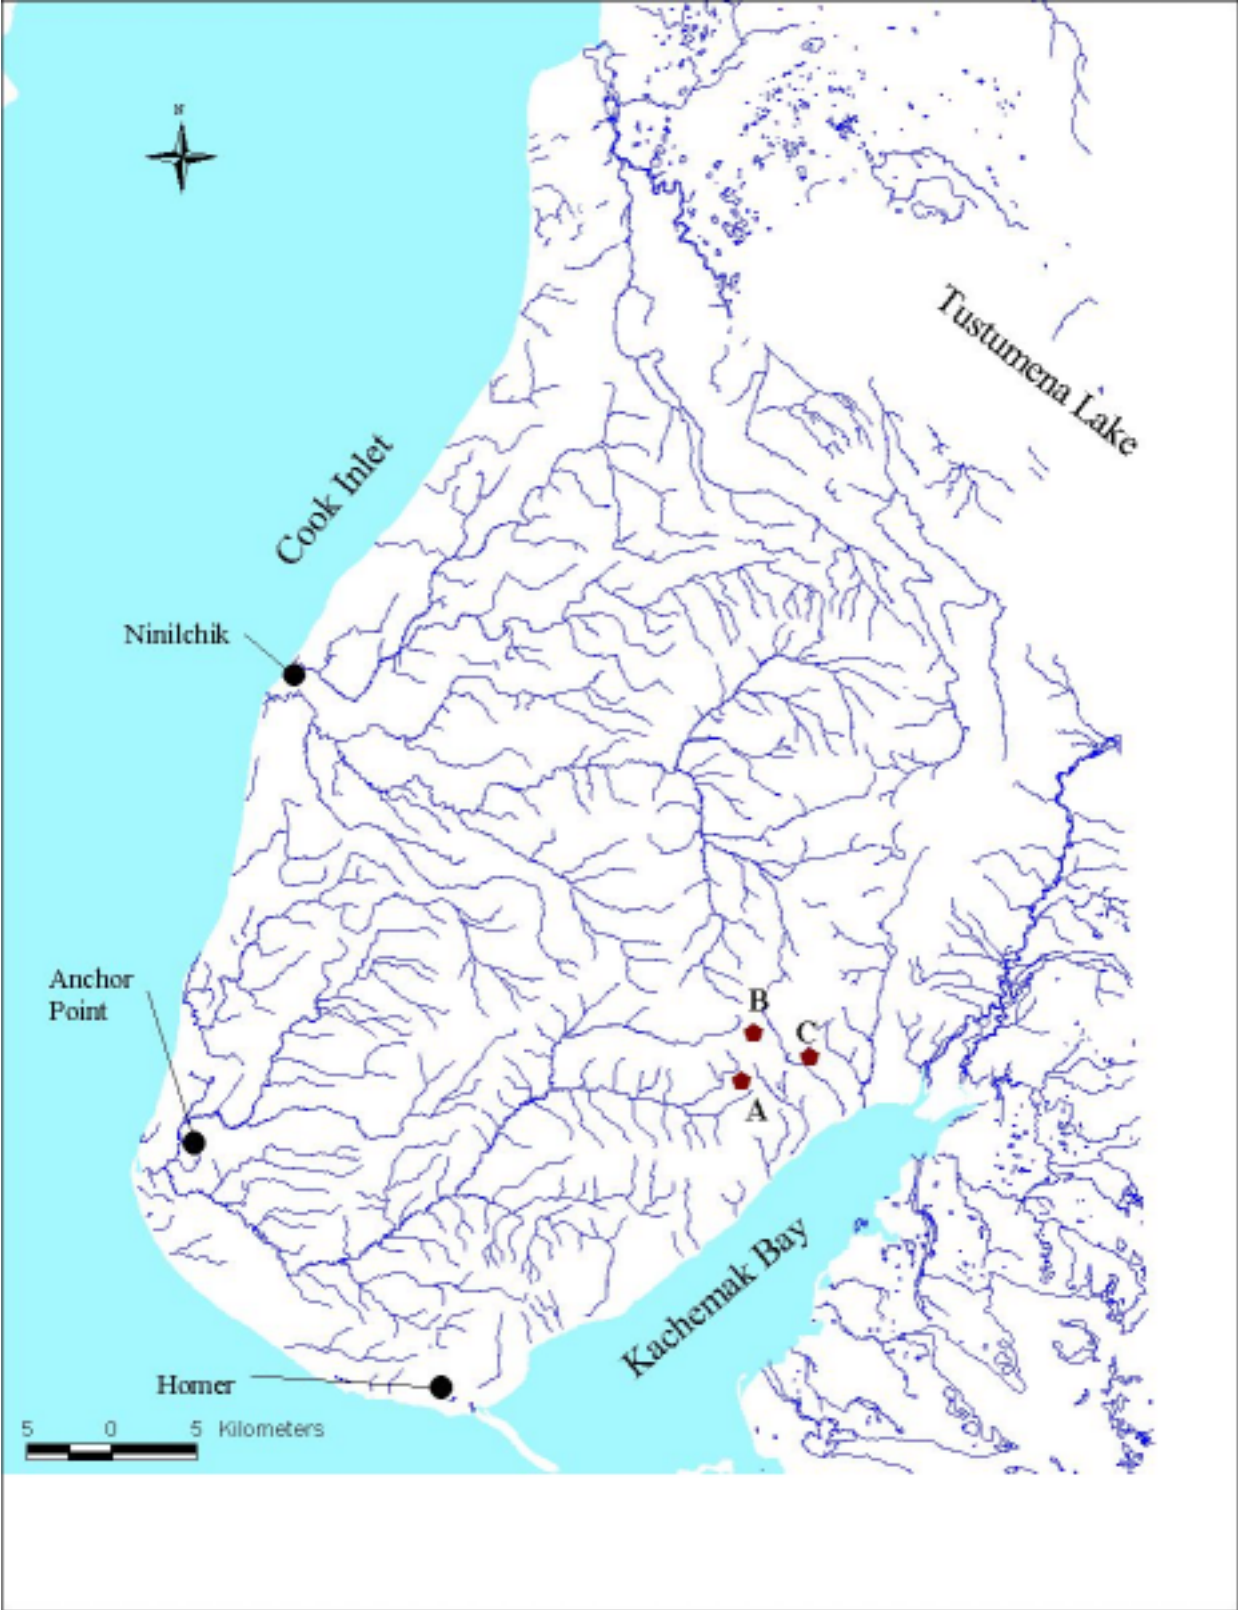 N
Tustumena Lake
Cook Inlet
Ninilchik
Anchor
Point
B
C
A
Kachemak Bay
Homer
5 0 5 Kilometers